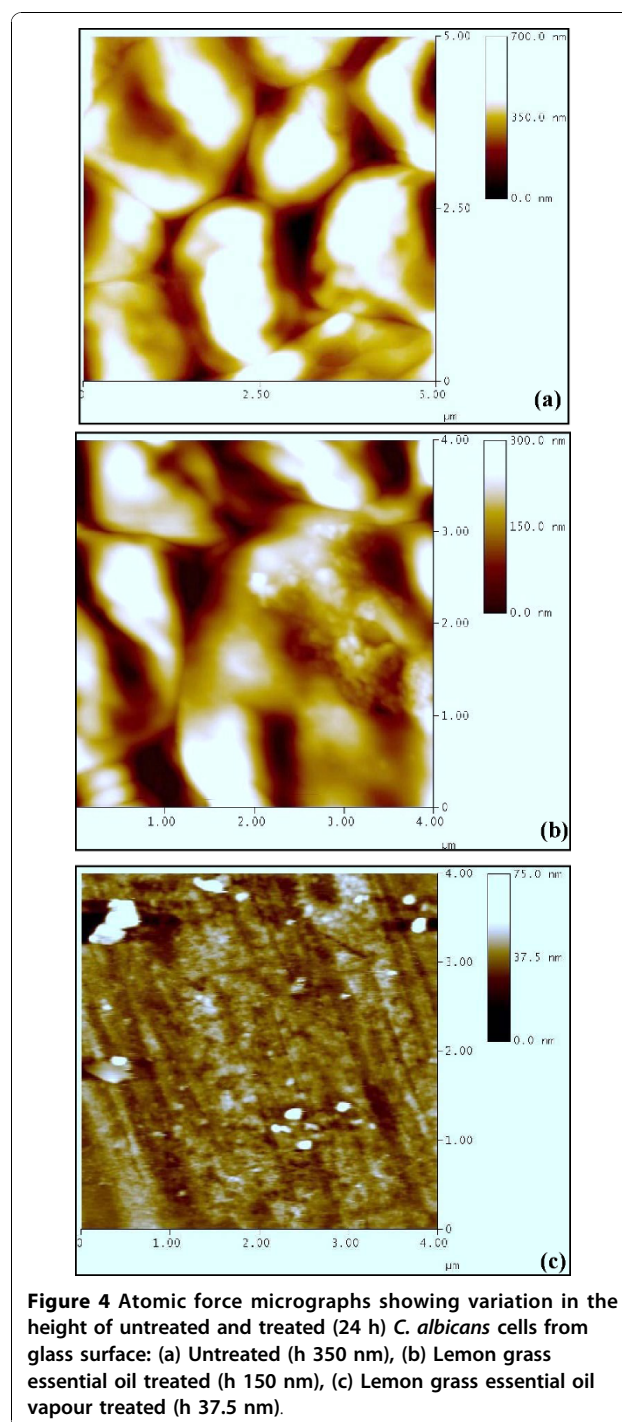 5.00
700.0 nm
350.0 nm
0.0 nm
2.50
0
0
2.50
5.00
µm
(a)
4.00
300.0 nm
150.0 nm
0.0 nm
3.00
2.00
1.00
0
1.00
2.00
3.00
4.00
µm
(b)
4.00
75.0 nm
37.5 nm
0.0 nm
3.00
2.00
1.00
0
0
1.00
2.00
3.00
4.00
µm
(c)
Figure 4 Atomic force micrographs showing variation in the
height of untreated and treated (24 h) C. albicans cells from
glass surface: (a) Untreated (h 350 nm), (b) Lemon grass
essential oil treated (h 150 nm), (c) Lemon grass essential oil
vapour treated (h 37.5 nm).